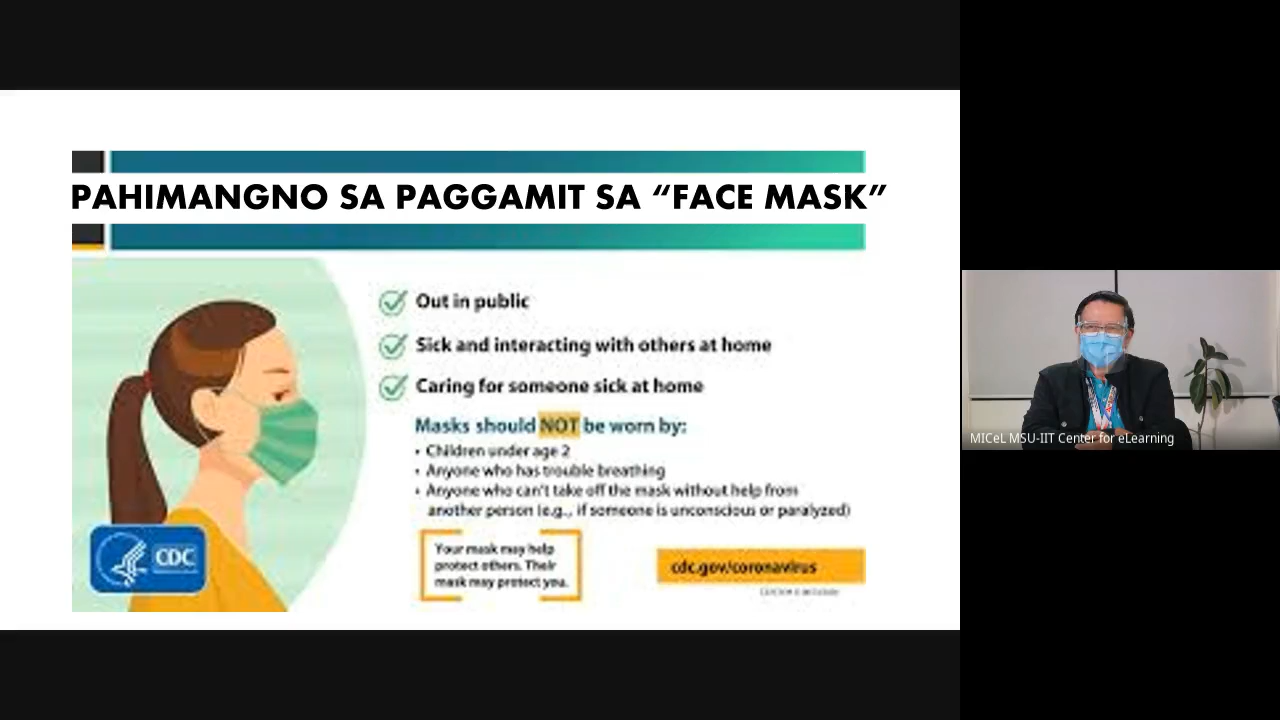 PAHIMANGNO SA PAGGAMIT SA “FACE MASK”
Out in public
Sick and interacting with others at home
Caring for someone sick at home
Masks should NOT be worn by:
• Children under age 2
• Anyone who has trouble breathing
• Anyone who can't take off the mask without help from
another person (e.g., if someone is unconscious or paralyzed)
CDC
Your mask may help
protect others. Their
mask may protect you.
cdc.gov/coronavirus
MICeL MSU-IIT Center for eLearning